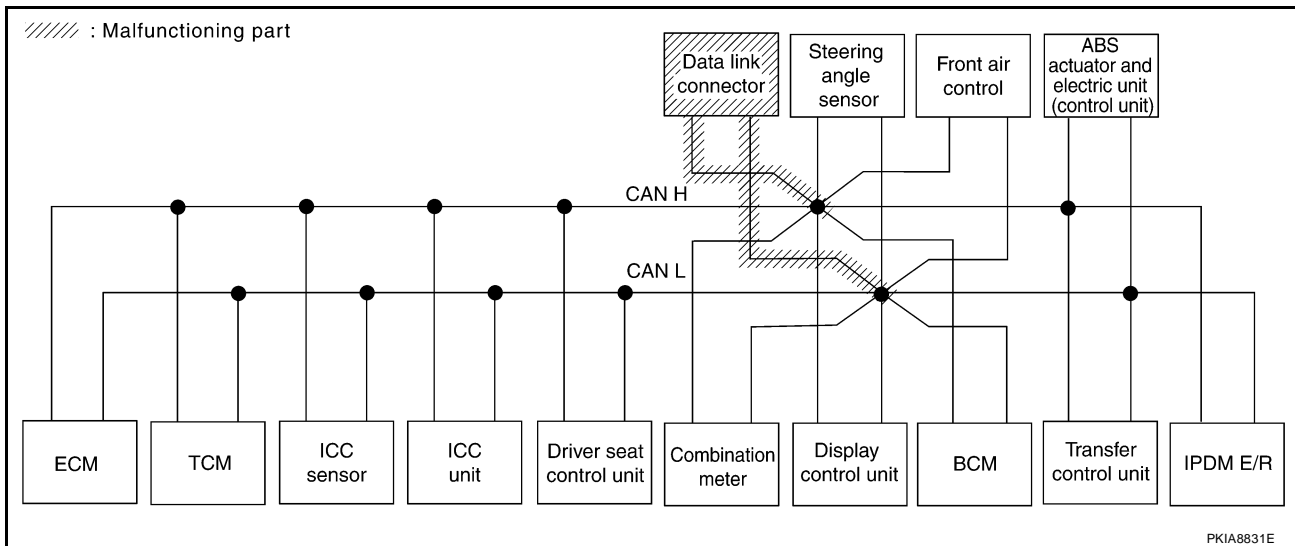 : Malfunctioning part
Data link
connector
Steering
angle
sensor
Front air
control
ABS
actuator and
electric unit
(control unit)
CAN H
CAN L
ECM
TCM
ICC
sensor
ICC
unit
Driver seat
control unit
Combination
meter
Display
control unit
BCM
Transfer
control unit
IPDM E/R
PKIA8831E